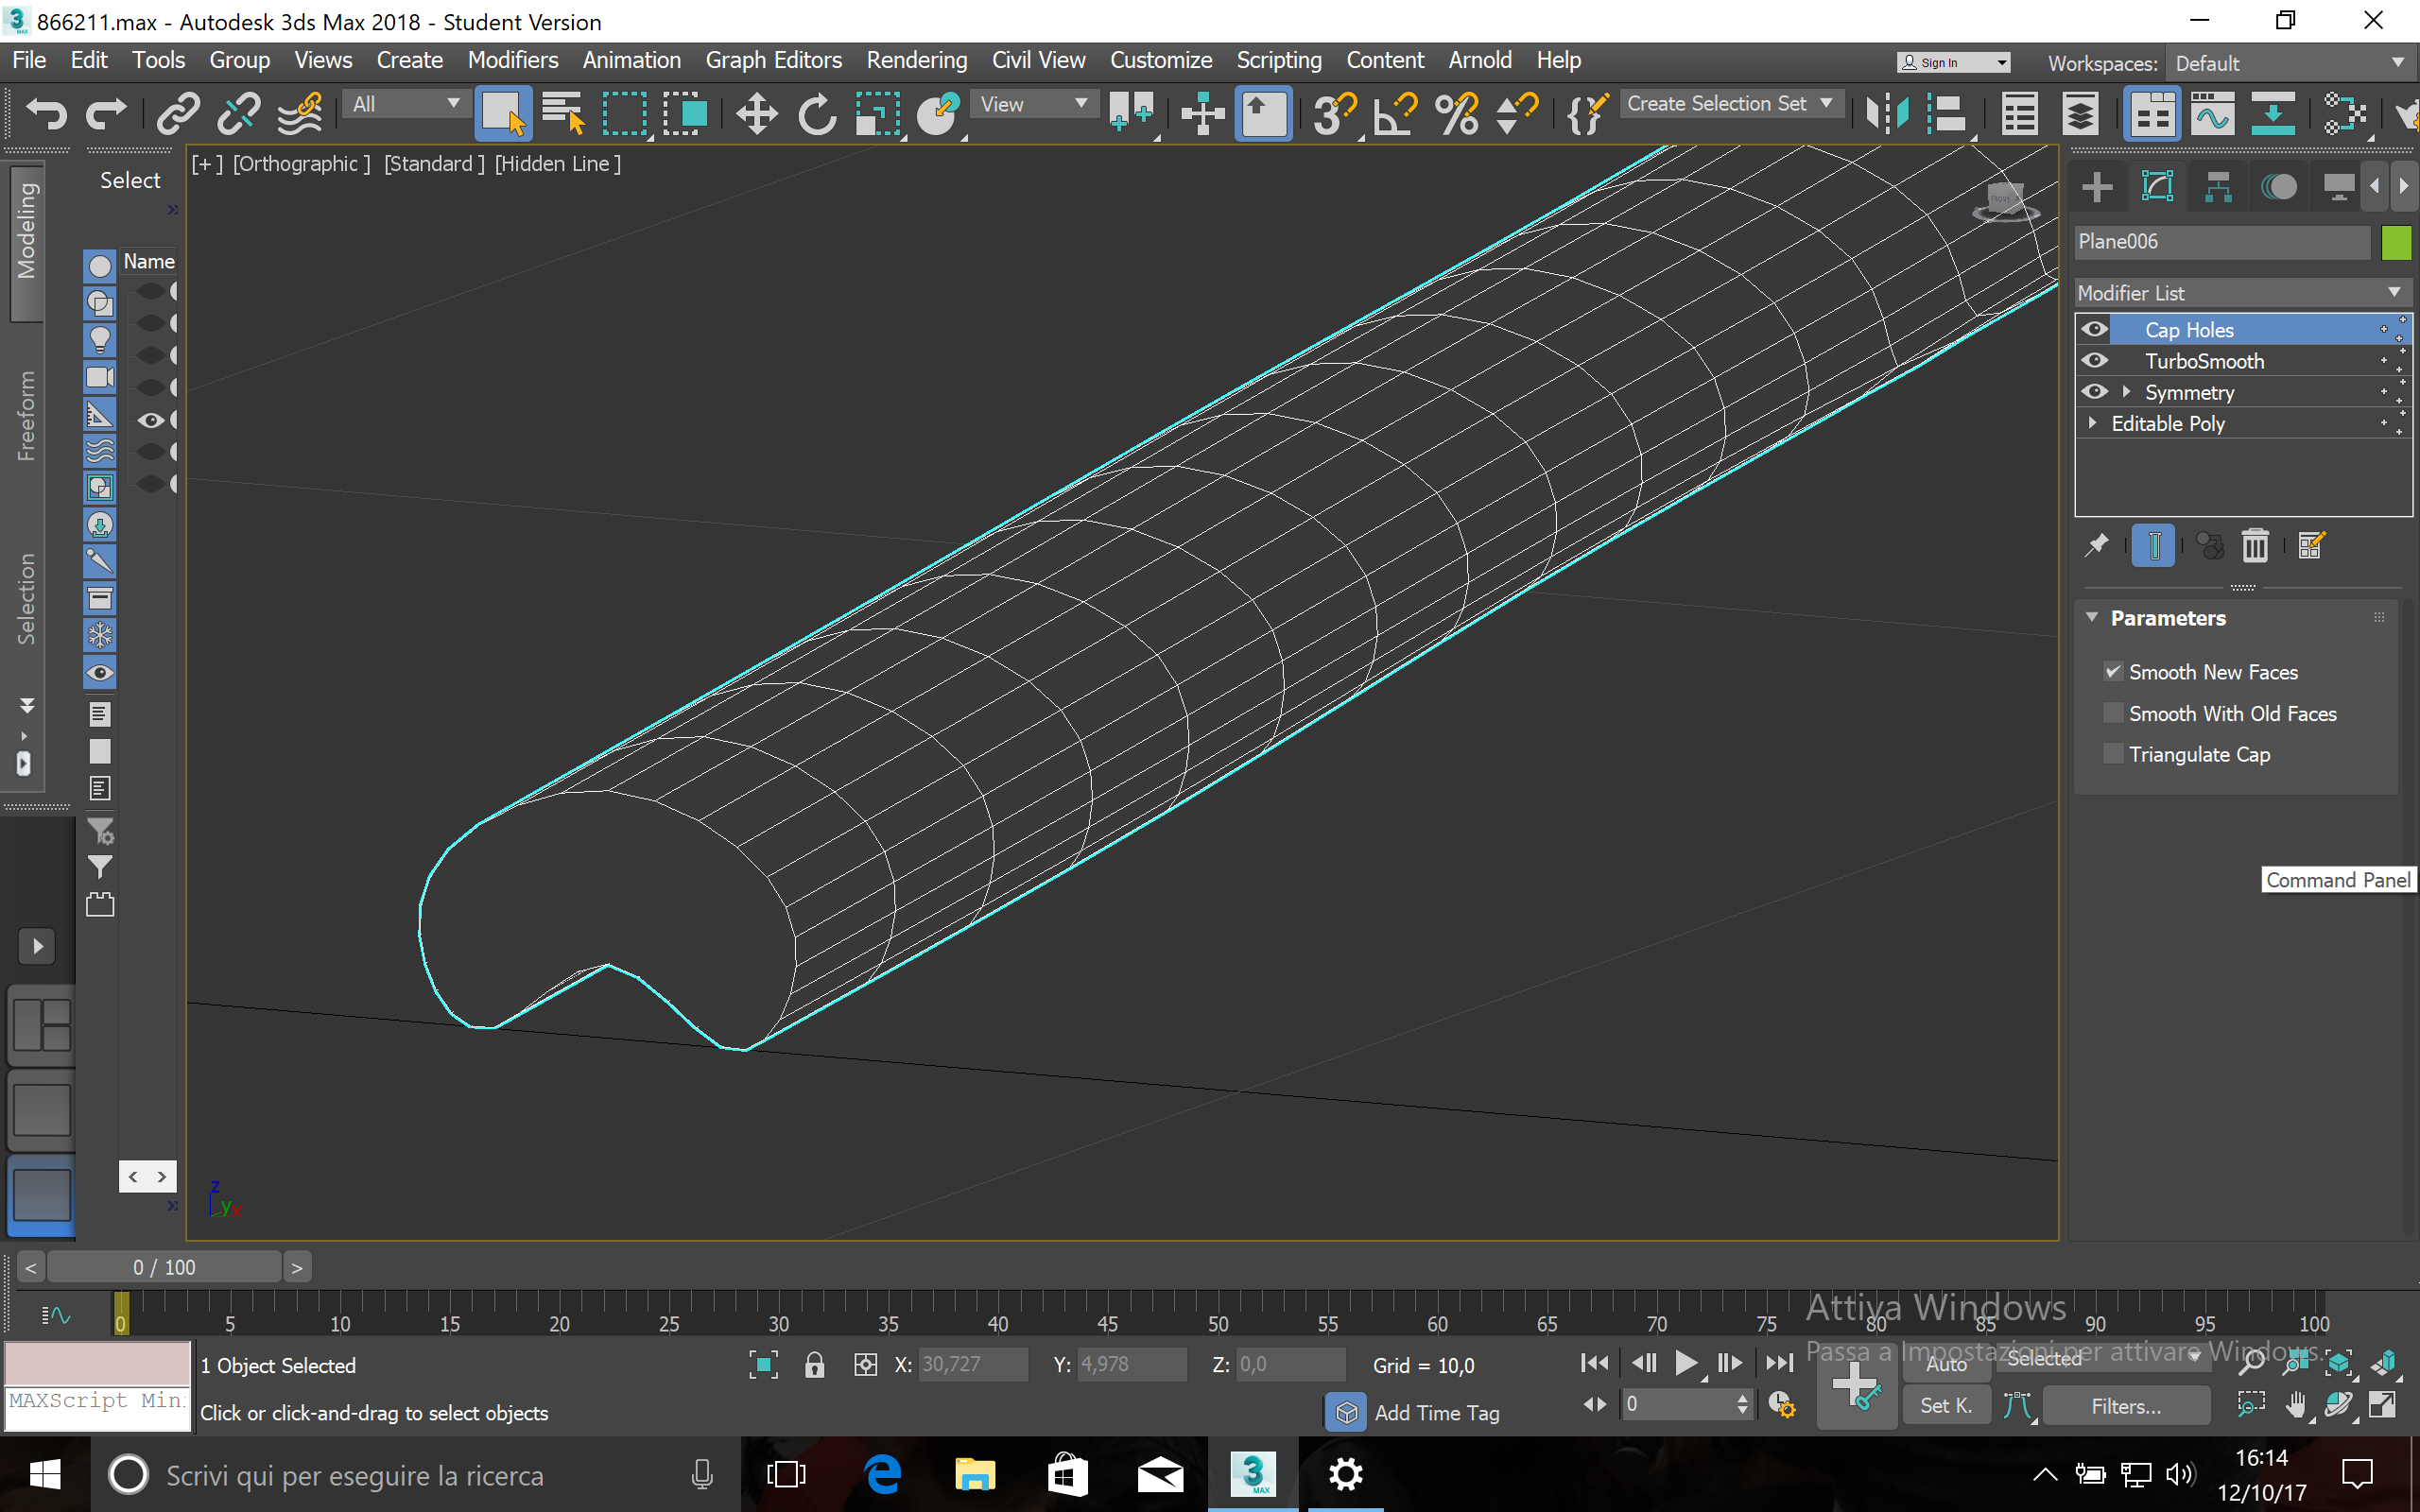 866211.max - Autodesk 3ds Max 2018 - Student Version
File Edit Tools Group Views Create Modifiers Animation Graph Editors Rendering Civil View Customize Scripting Content Arnold Help
Sign In
Workspaces: Default
All
View
Create Selection Set
Modeling
Freeform
Selection
Select
Name
[+] [Orthographic ] [Standard ] [Hidden Line ]
Plane006
Modifier List
Cap Holes
TurboSmooth
Symmetry
Editable Poly
Parameters
Smooth New Faces
Smooth With Old Faces
Triangulate Cap
Command Panel
z
y x
< 0 / 100 >
0 5 10 15 20 25 30 35 40 45 50 55 60 65 70 75 80 85 90 95 100
Attiva Windows
Passa a Impostazioni per attivare Windows.
1 Object Selected
X: 30,727 Y: 4,978 Z: 0,0 Grid = 10,0
Auto Selected
MAXScript Min
Click or click-and-drag to select objects
Add Time Tag
0
Set K. Filters...
Scrivi qui per eseguire la ricerca
3 MAX
16:14
12/10/17